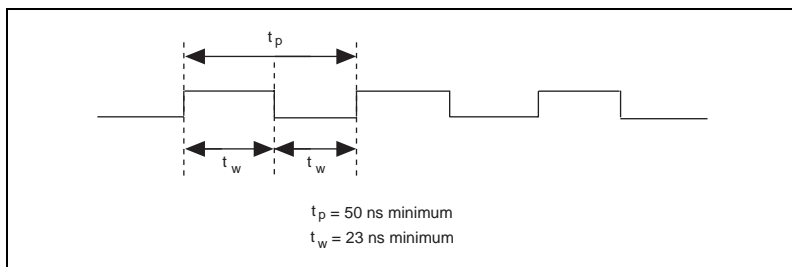 t p
t w t w
t p = 50 ns minimum
t w = 23 ns minimum